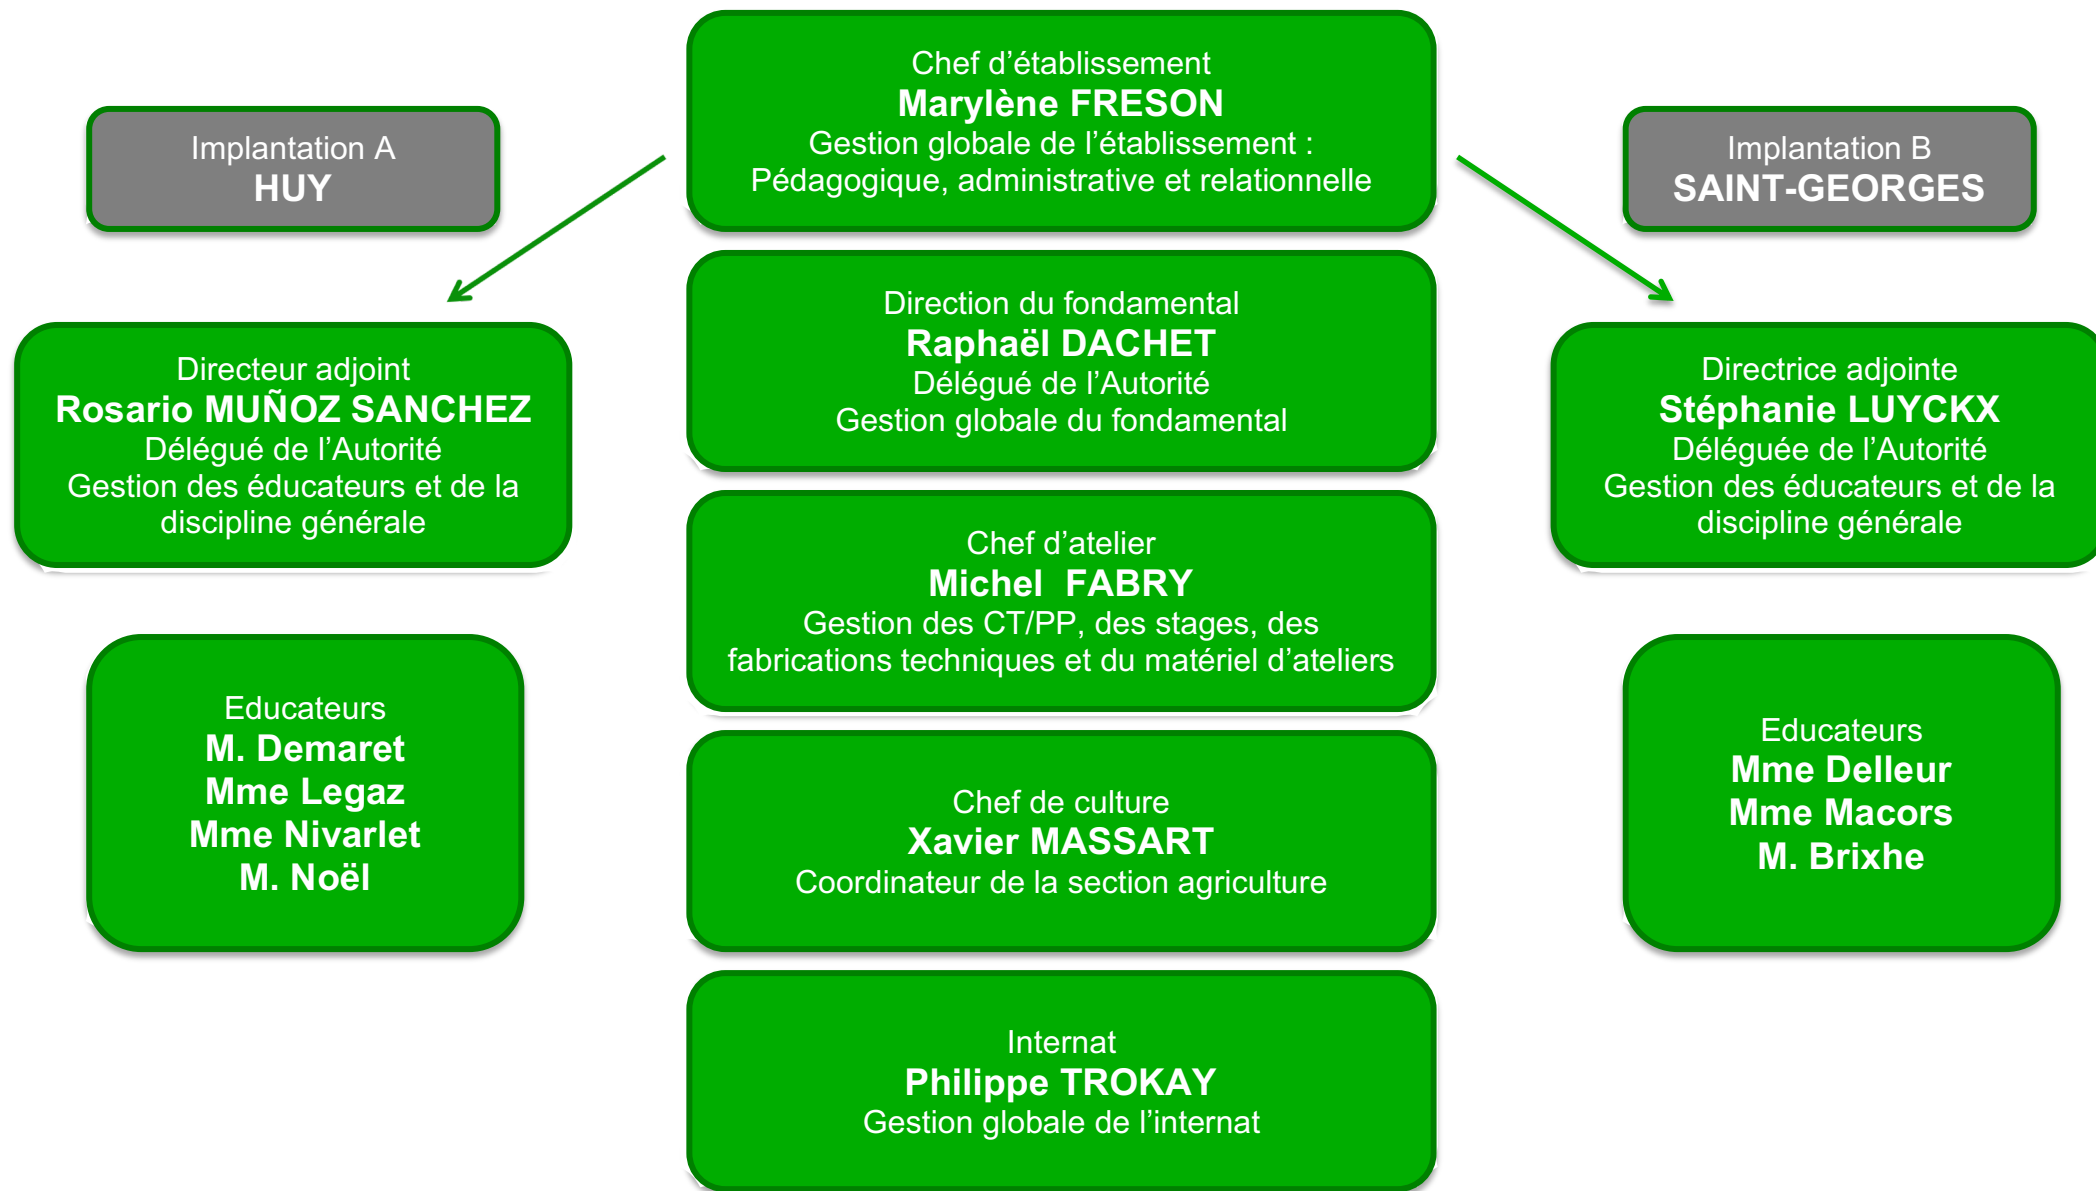 Chef d’établissement
Marylène FRESON
Gestion globale de l’établissement :
Pédagogique, administrative et relationnelle
Implantation A
HUY
Implantation B
SAINT-GEORGES
Direction du fondamental
Raphaël DACHET
Délégué de l’Autorité
Gestion globale du fondamental
Directeur adjoint
Rosario MUÑOZ SANCHEZ
Délégué de l’Autorité
Gestion des éducateurs et de la
discipline générale
Directrice adjointe
Stéphanie LUYCKX
Déléguée de l’Autorité
Gestion des éducateurs et de la
discipline générale
Chef d’atelier
Michel  FABRY
Gestion des CT/PP, des stages, des
fabrications techniques et du matériel d’ateliers
Educateurs
M. Demaret
Mme Legaz
Mme Nivarlet
M. Noël
Chef de culture
Xavier MASSART
Coordinateur de la section agriculture
Educateurs
Mme Delleur
Mme Macors
M. Brixhe
Internat
Philippe TROKAY
Gestion globale de l’internat